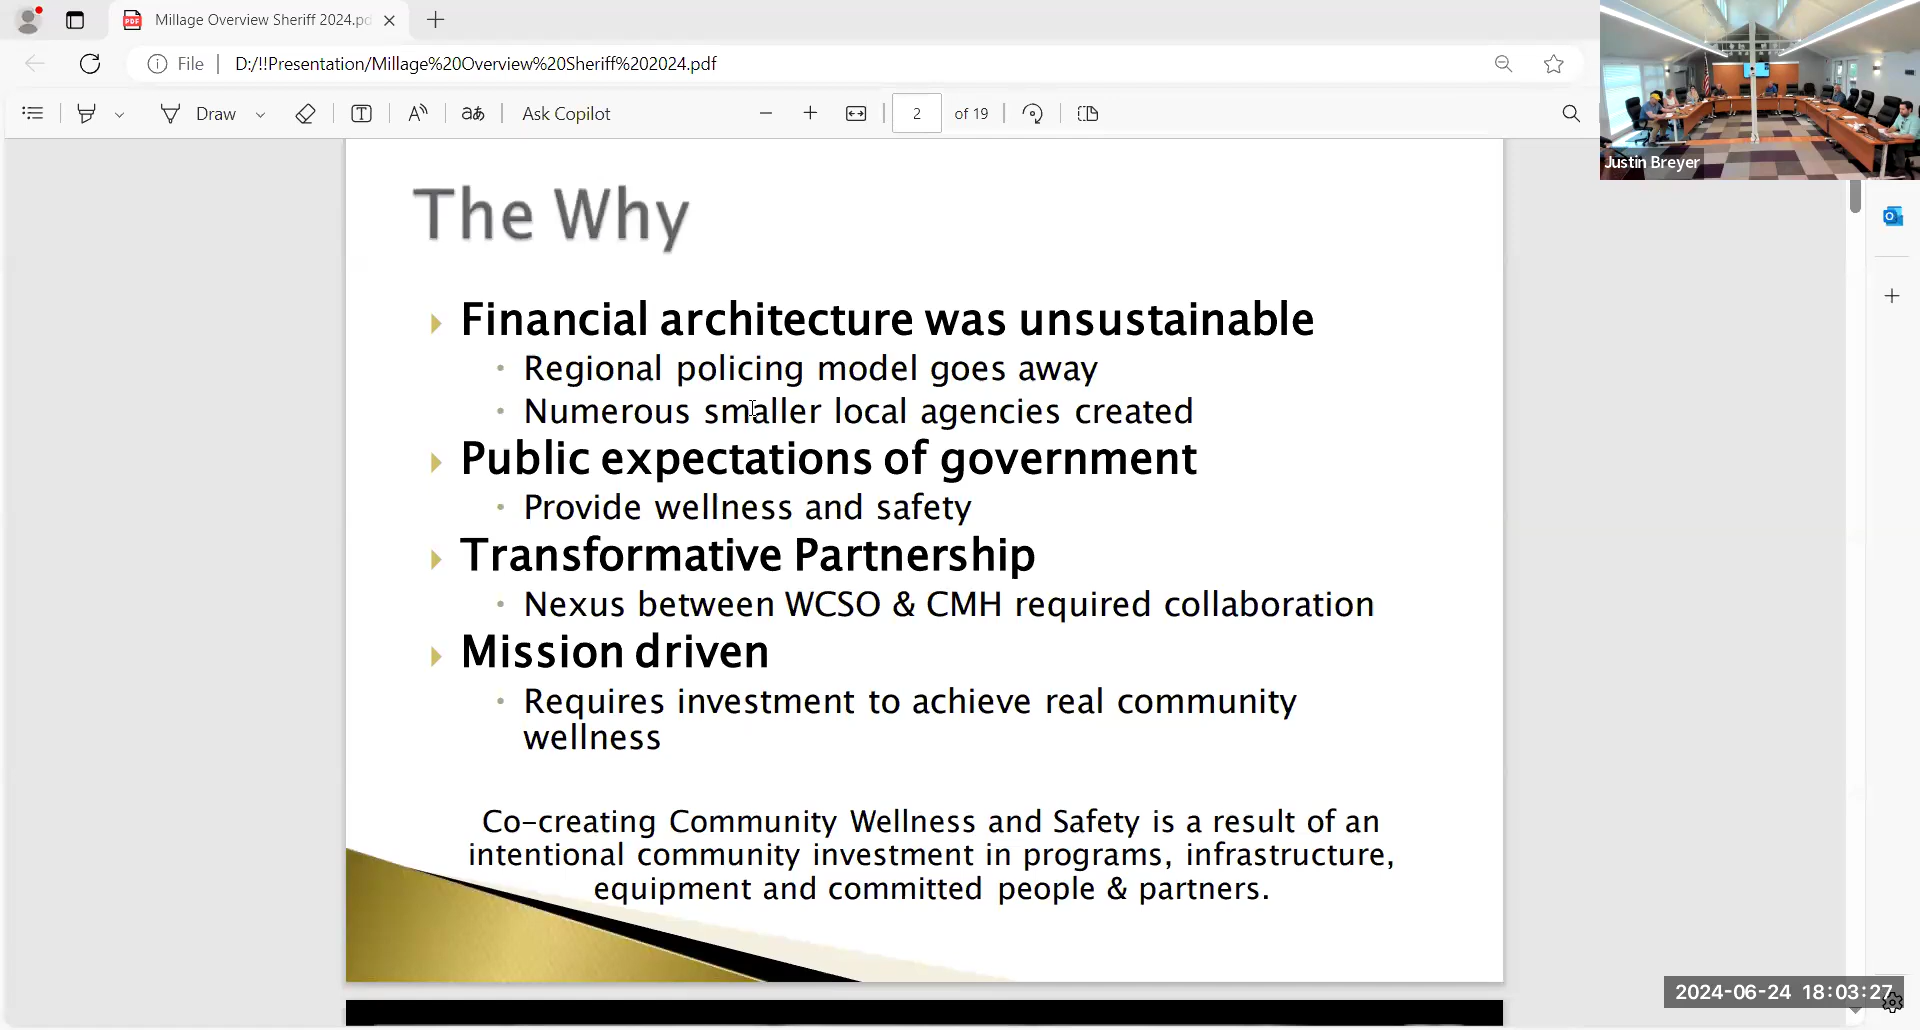 Millage Overview Sheriff 2024.pd
File
D:/!!Presentation/Millage%20Overview%20Sheriff%202024.pdf
Draw
aあ
Ask Copilot
2
of 19
Justin Breyer
The Why
Financial architecture was unsustainable
Regional policing model goes away
Numerous smaller local agencies created
Public expectations of government
Provide wellness and safety
Transformative Partnership
Nexus between WCSO & CMH required collaboration
Mission driven
Requires investment to achieve real community
wellness
Co-creating Community Wellness and Safety is a result of an
intentional community investment in programs, infrastructure,
equipment and committed people & partners.
2024-06-24 18:03:27